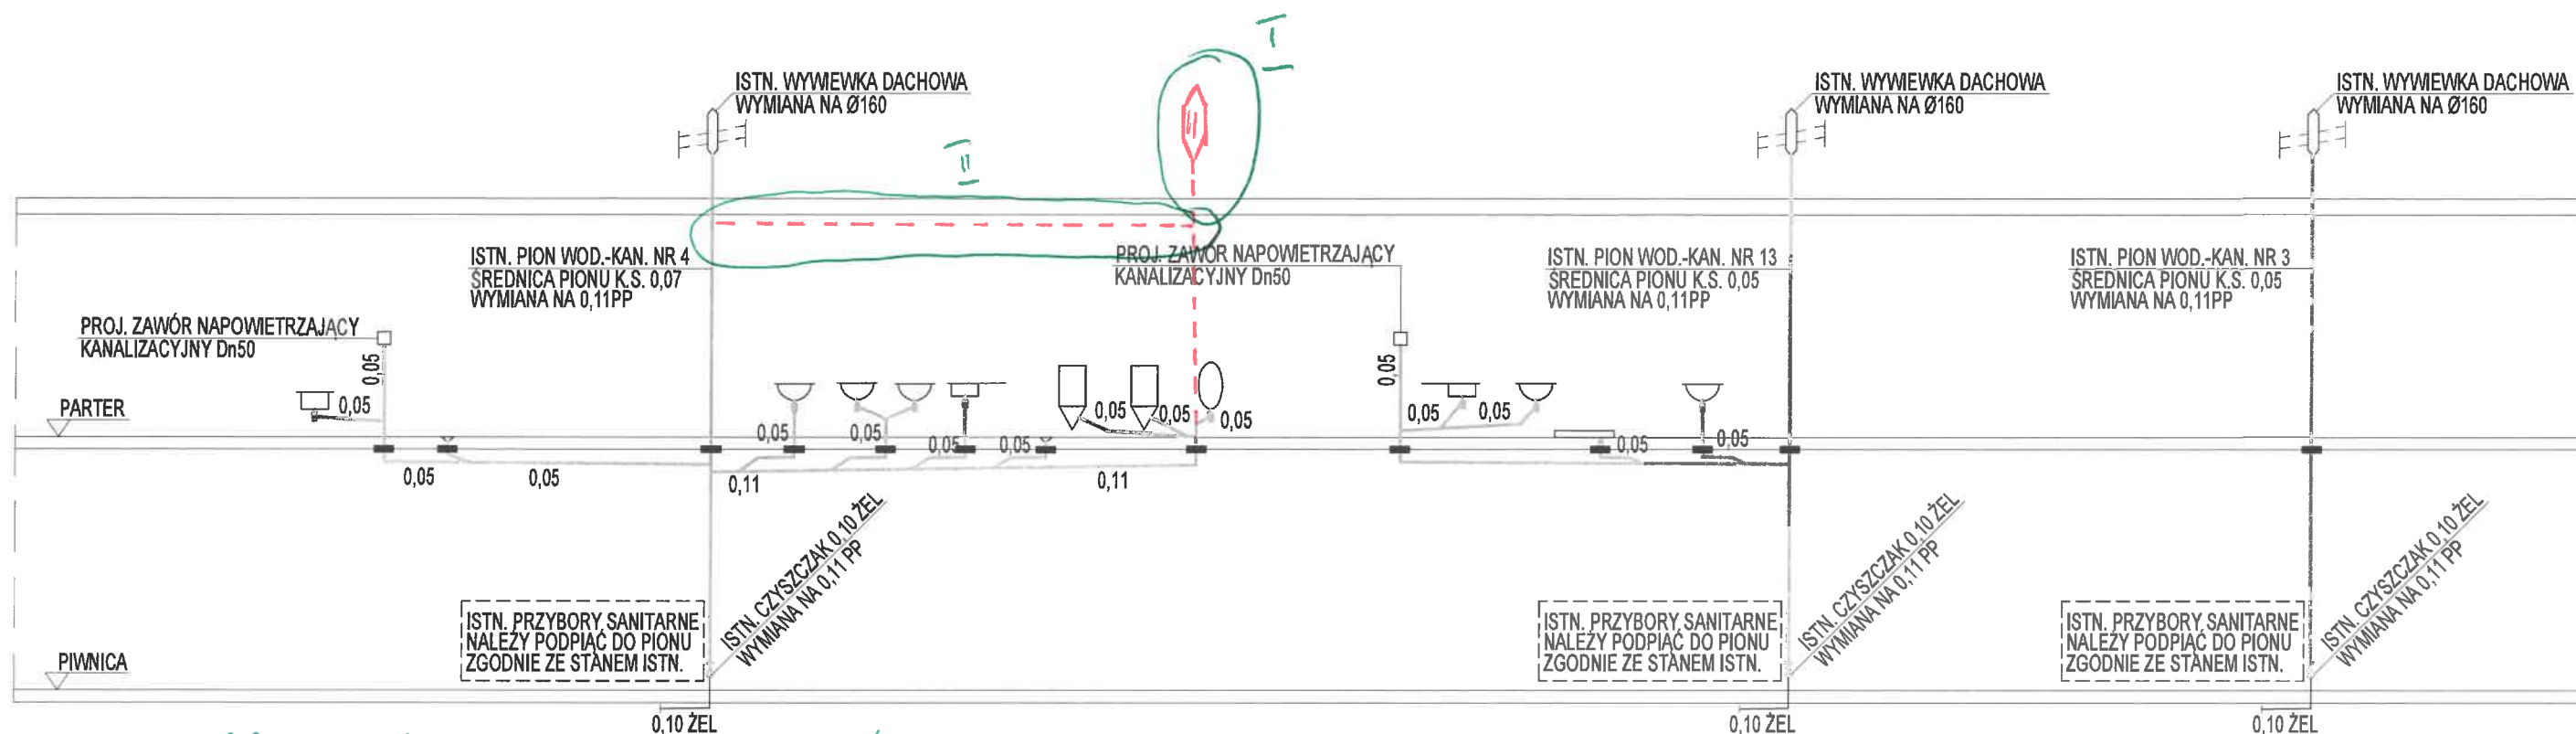 I
ISTN. WYWIEWKA DACHOWA
WYMIANA NA Ø160
ISTN. WYWIEWKA DACHOWA
WYMIANA NA Ø160
ISTN. WYWIEWKA DACHOWA
WYMIANA NA Ø160
II
ISTN. PION WOD.-KAN. NR 4
ŚREDNICA PIONU K.S. 0,07
WYMIANA NA 0,11PP
PROJ. ZAWÓR NAPOWIETRZAJĄCY
KANALIZACYJNY Dn50
ISTN. PION WOD.-KAN. NR 13
ŚREDNICA PIONU K.S. 0,05
WYMIANA NA 0,11PP
ISTN. PION WOD.-KAN. NR 3
ŚREDNICA PIONU K.S. 0,05
WYMIANA NA 0,11PP
PROJ. ZAWÓR NAPOWIETRZAJĄCY
KANALIZACYJNY Dn50
0,05
0,05
PARTER
0,05
0,05
0,05
0,05
0,05
0,05
0,05
0,05
0,05
0,05
0,05
0,05
0,05
0,05
0,11
0,11
ISTN. CZYSZCZAK 0,10 ŻEL
WYMIANA NA 0,11 PP
ISTN. CZYSZCZAK 0,10 ŻEL
WYMIANA NA 0,11 PP
ISTN. CZYSZCZAK 0,10 ŻEL
WYMIANA NA 0,11 PP
ISTN. PRZYBORY SANITARNE
NALEŻY PODPIĄĆ DO PIONU
ZGODNIE ZE STANEM ISTN.
ISTN. PRZYBORY SANITARNE
NALEŻY PODPIĄĆ DO PIONU
ZGODNIE ZE STANEM ISTN.
ISTN. PRZYBORY SANITARNE
NALEŻY PODPIĄĆ DO PIONU
ZGODNIE ZE STANEM ISTN.
PIWNICA
0,10 ŻEL
0,10 ŻEL
0,10 ŻEL